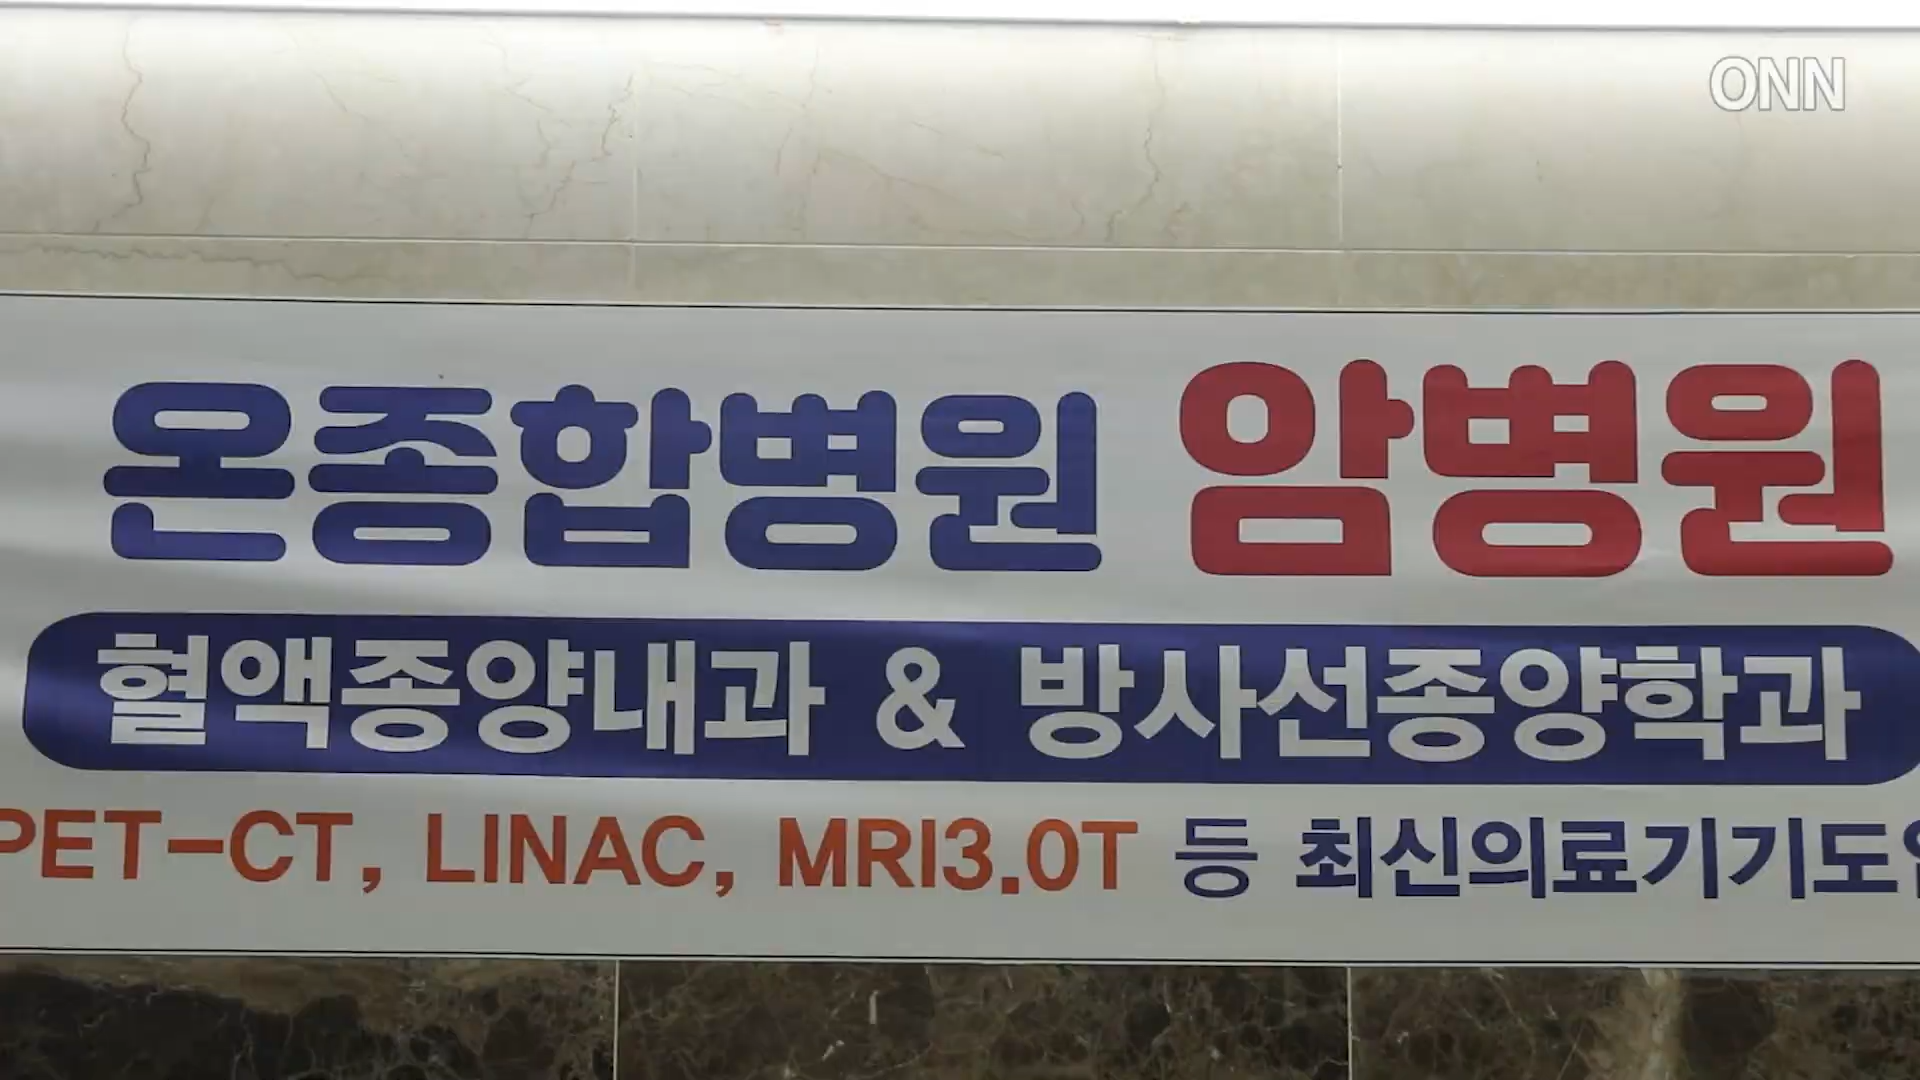 ONN
온종합병원 암병원
혈액종양내과 & 방사선종양학과
PET-CT, LINAC, MRI3.0T 등 최신의료기기도